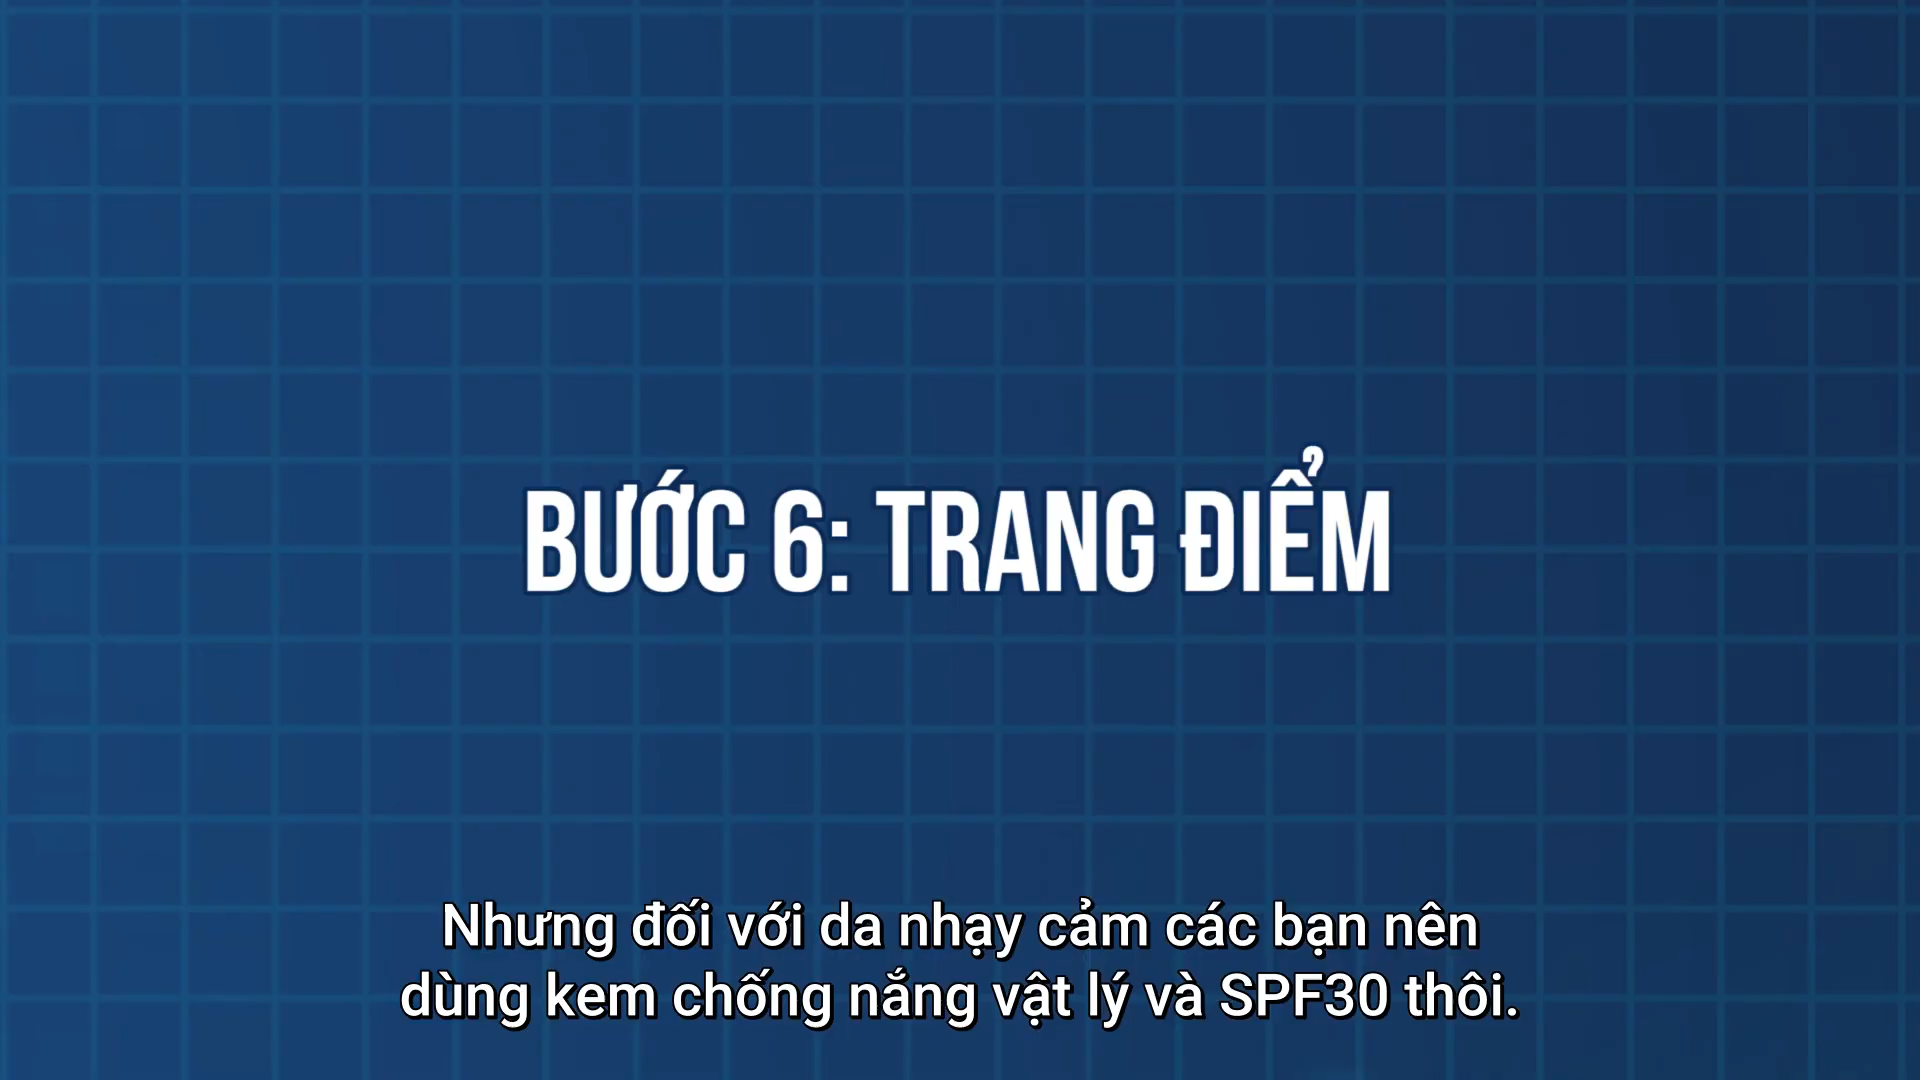 BƯỚC 6: TRANG ĐIỂM
Nhưng đối với da nhạy cảm các bạn nên
dùng kem chống nắng vật lý và SPF30 thôi.